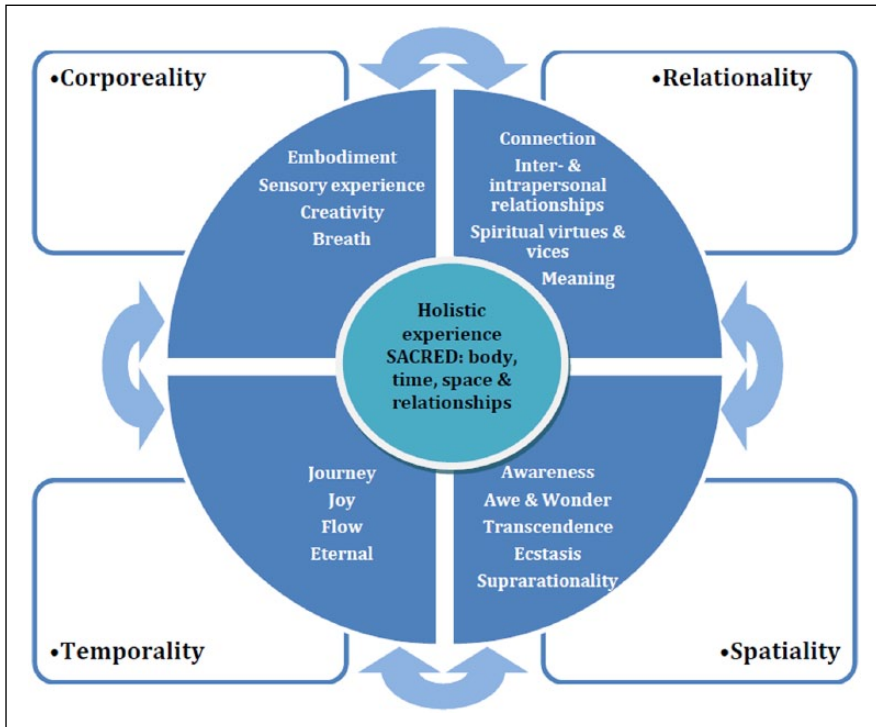 •Corporeality
•Relationality
Embodiment
Sensory experience
Creativity
Breath
Connection
Inter- &
intrapersonal
relationships
Spiritual virtues &
vices
Meaning
Holistic
experience
SACRED: body,
time, space &
relationships
Journey
Joy
Flow
Eternal
Awareness
Awe & Wonder
Transcendence
Ecstasis
Suprarationality
•Temporality
•Spatiality